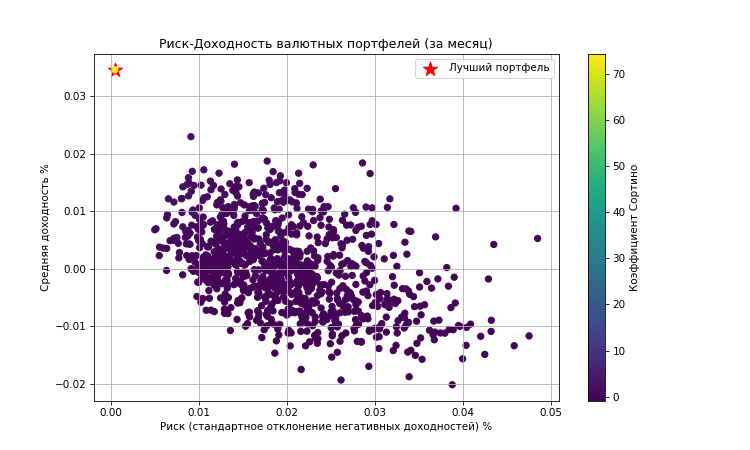 Риск-Доходность валютных портфелей (за месяц)
Лучший портфель
Средняя доходность %
0.03
0.02
0.01
0.00
−0.01
−0.02
0.00 0.01 0.02 0.03 0.04 0.05
Риск (стандартное отклонение негативных доходностей) %
70
60
50
40
30
20
10
0
Коэффициент Сортино